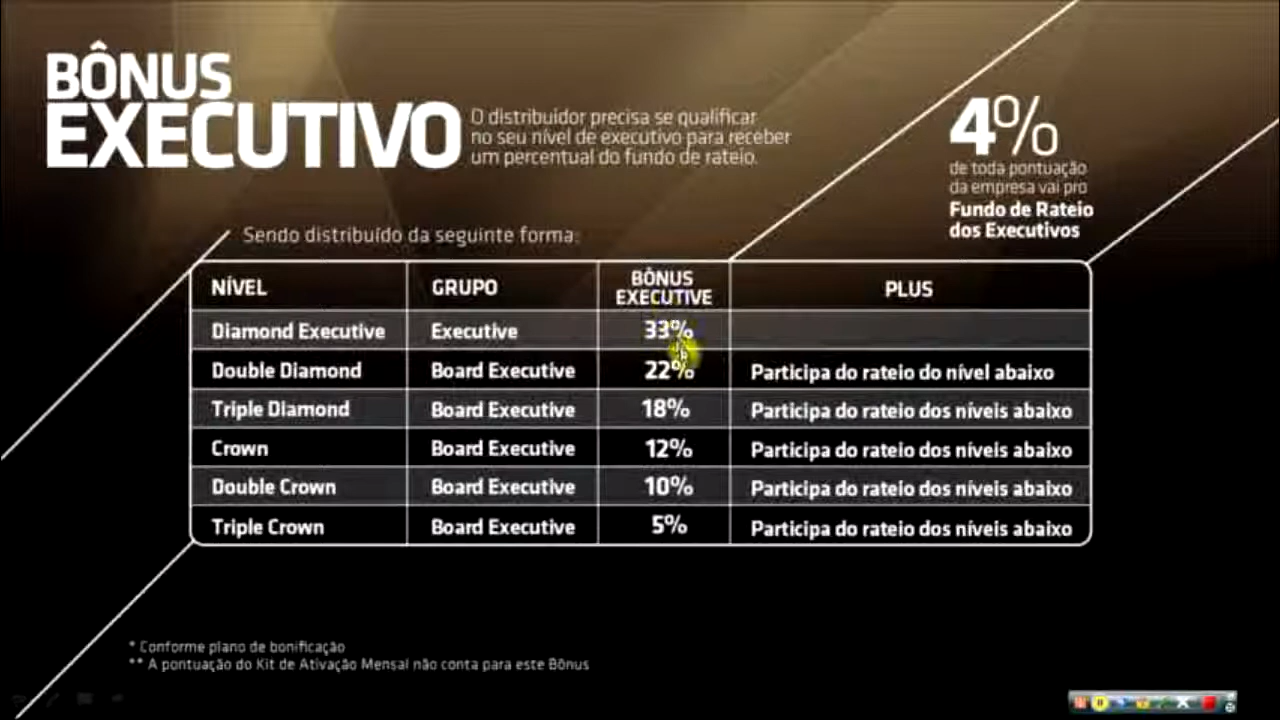 BÔNUS
EXECUTIVO
O distribuidor precisa se qualificar
no seu nível de executivo para receber
um percentual do fundo de rateio.
4%
de toda pontuação
da empresa vai pro
Fundo de Rateio
dos Executivos
Sendo distribuído da seguinte forma:
NÍVEL GRUPO BÔNUS EXECUTIVE PLUS
Diamond Executive Executive 33%
Double Diamond Board Executive 22% Participa do rateio do nível abaixo
Triple Diamond Board Executive 18% Participa do rateio dos níveis abaixo
Crown Board Executive 12% Participa do rateio dos níveis abaixo
Double Crown Board Executive 10% Participa do rateio dos níveis abaixo
Triple Crown Board Executive 5% Participa do rateio dos níveis abaixo
* Conforme plano de bonificação
** A pontuação do Kit de Ativação Mensal não conta para este Bônus